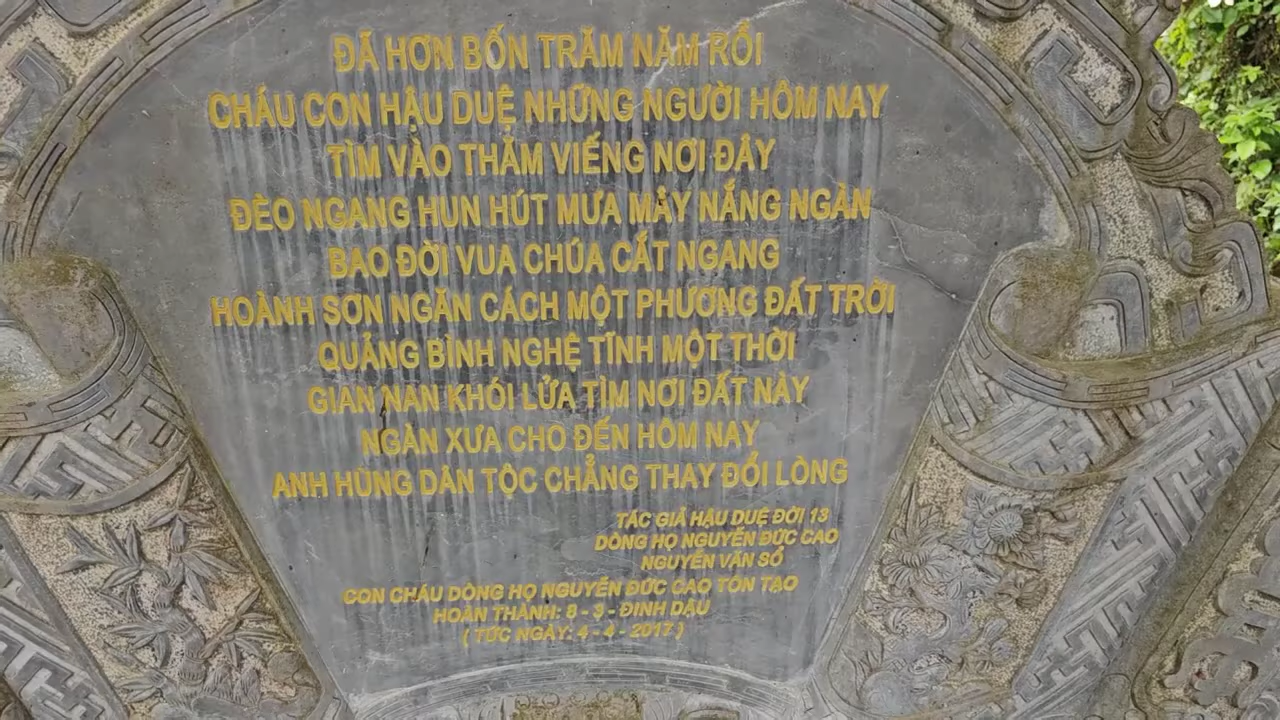 ĐÃ HƠN BỐN TRĂM NĂM RỒI
CHÁU CON HẬU DUỆ NHỮNG NGƯỜI HÔM NAY
TÌM VÀO THĂM VIẾNG NƠI ĐÂY
ĐÈO NGANG HUN HÚT MƯA MÂY NẮNG NGÀN
BAO ĐỜI VUA CHÚA CẮT NGANG
HOÀNH SƠN NGĂN CÁCH MỘT PHƯƠNG ĐẤT TRỜI
QUẢNG BÌNH NGHỆ TĨNH MỘT THỜI
GIAN NAN KHÓI LỬA TÌM NƠI ĐẤT NÀY
NGÀN XƯA CHO ĐẾN HÔM NAY
ANH HÙNG DÂN TỘC CHẲNG THAY ĐỔI LÒNG
TÁC GIẢ HẬU DUỆ ĐỜI 13
DÒNG HỌ NGUYỄN ĐỨC CAO
NGUYỄN VĂN SỔ
CON CHÁU DÒNG HỌ NGUYỄN ĐỨC CAO TÔN TẠO
HOÀN THÀNH: 8 - 3 - ĐINH DẬU
( TỨC NGÀY: 4 - 4 - 2017 )